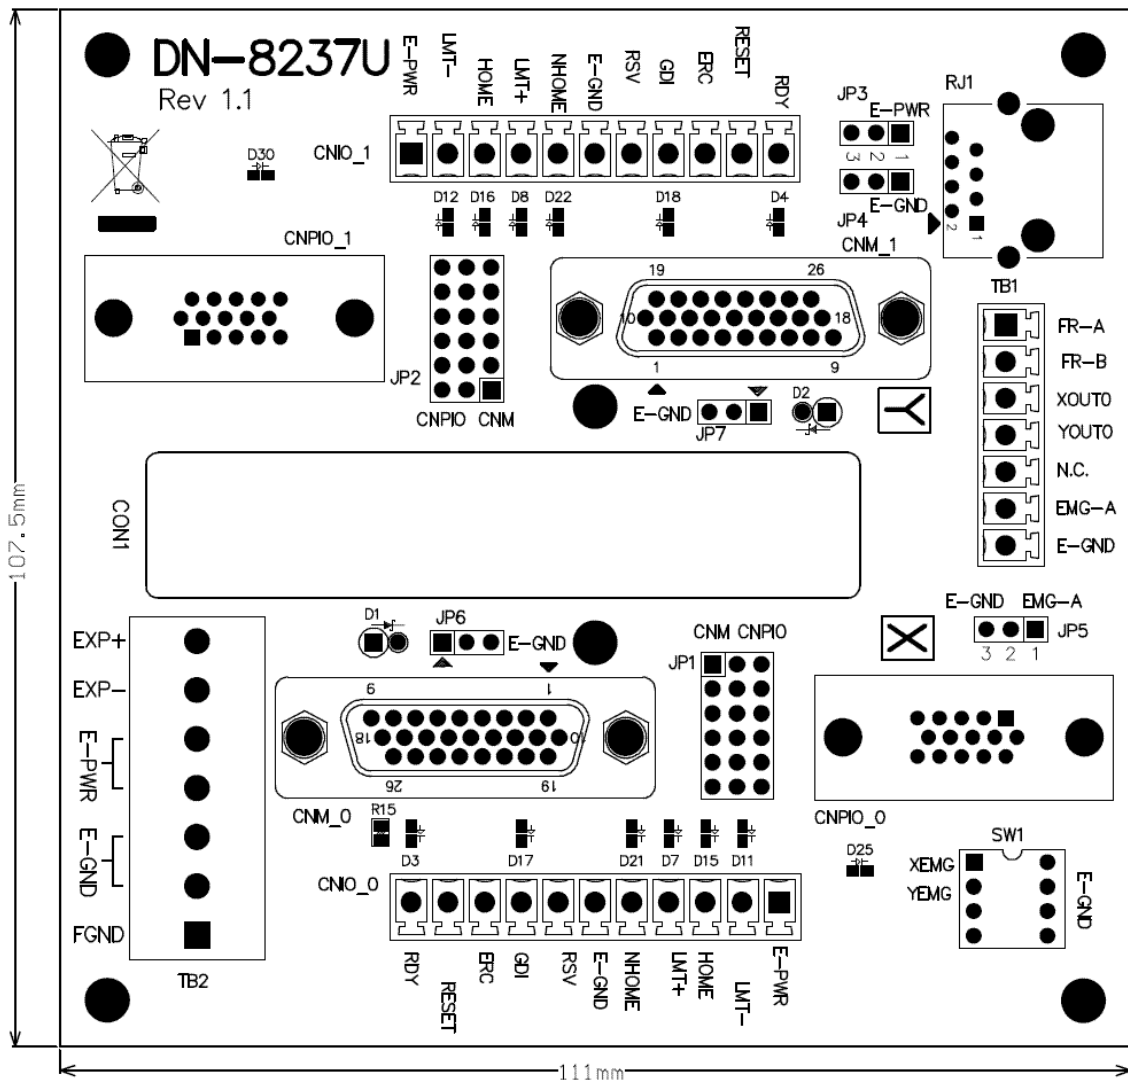 DN-8237U
Rev 1.1
E-PWR
LMT-
HOME
LMT+
NHOME
E-GND
RSV
GDI
ERC
RESET
RDY
CNIO_1
D30
D12
D16
D8
D22
D18
D4
JP3
E-PWR
3 2 1
E-GND
JP4
RJ1
2
1
CNPIO_1
CNM_1
19
26
10
18
1
9
JP2
CNPIO CNM
E-GND
JP7
D2
Y
TB1
FR-A
FR-B
XOUT0
YOUT0
N.C.
EMG-A
E-GND
CON1
107.5mm
D1
JP6
E-GND
CNM CNPIO
JP1
X
E-GND EMG-A
JP5
3 2 1
EXP+
EXP-
E-PWR
E-GND
FGND
TB2
9
1
18
10
26
19
CNM_0
R15
CNPIO_0
D3
D17
D21
D7
D15
D11
D25
CNIO_0
SW1
XEMG
YEMG
E-GND
RDY
RESET
ERC
GDI
RSV
E-GND
NHOME
LMT+
HOME
LMT-
E-PWR
111mm